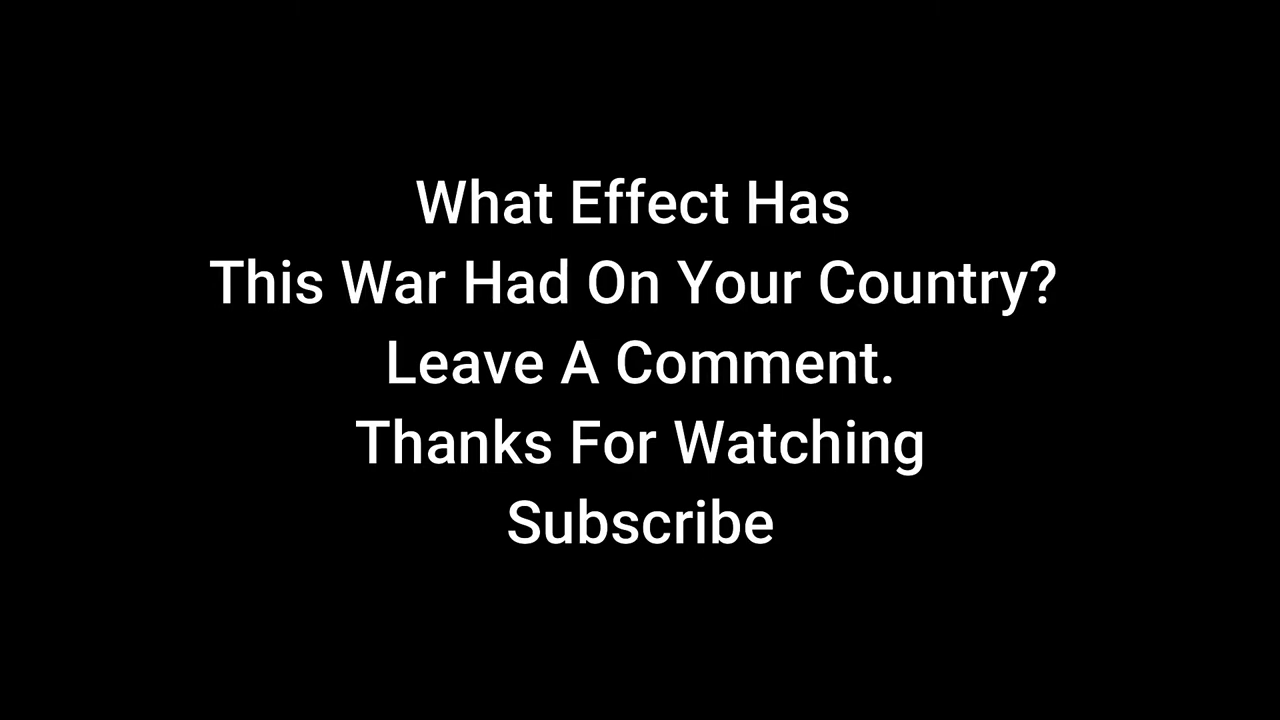 What Effect Has
This War Had On Your Country?
Leave A Comment.
Thanks For Watching
Subscribe